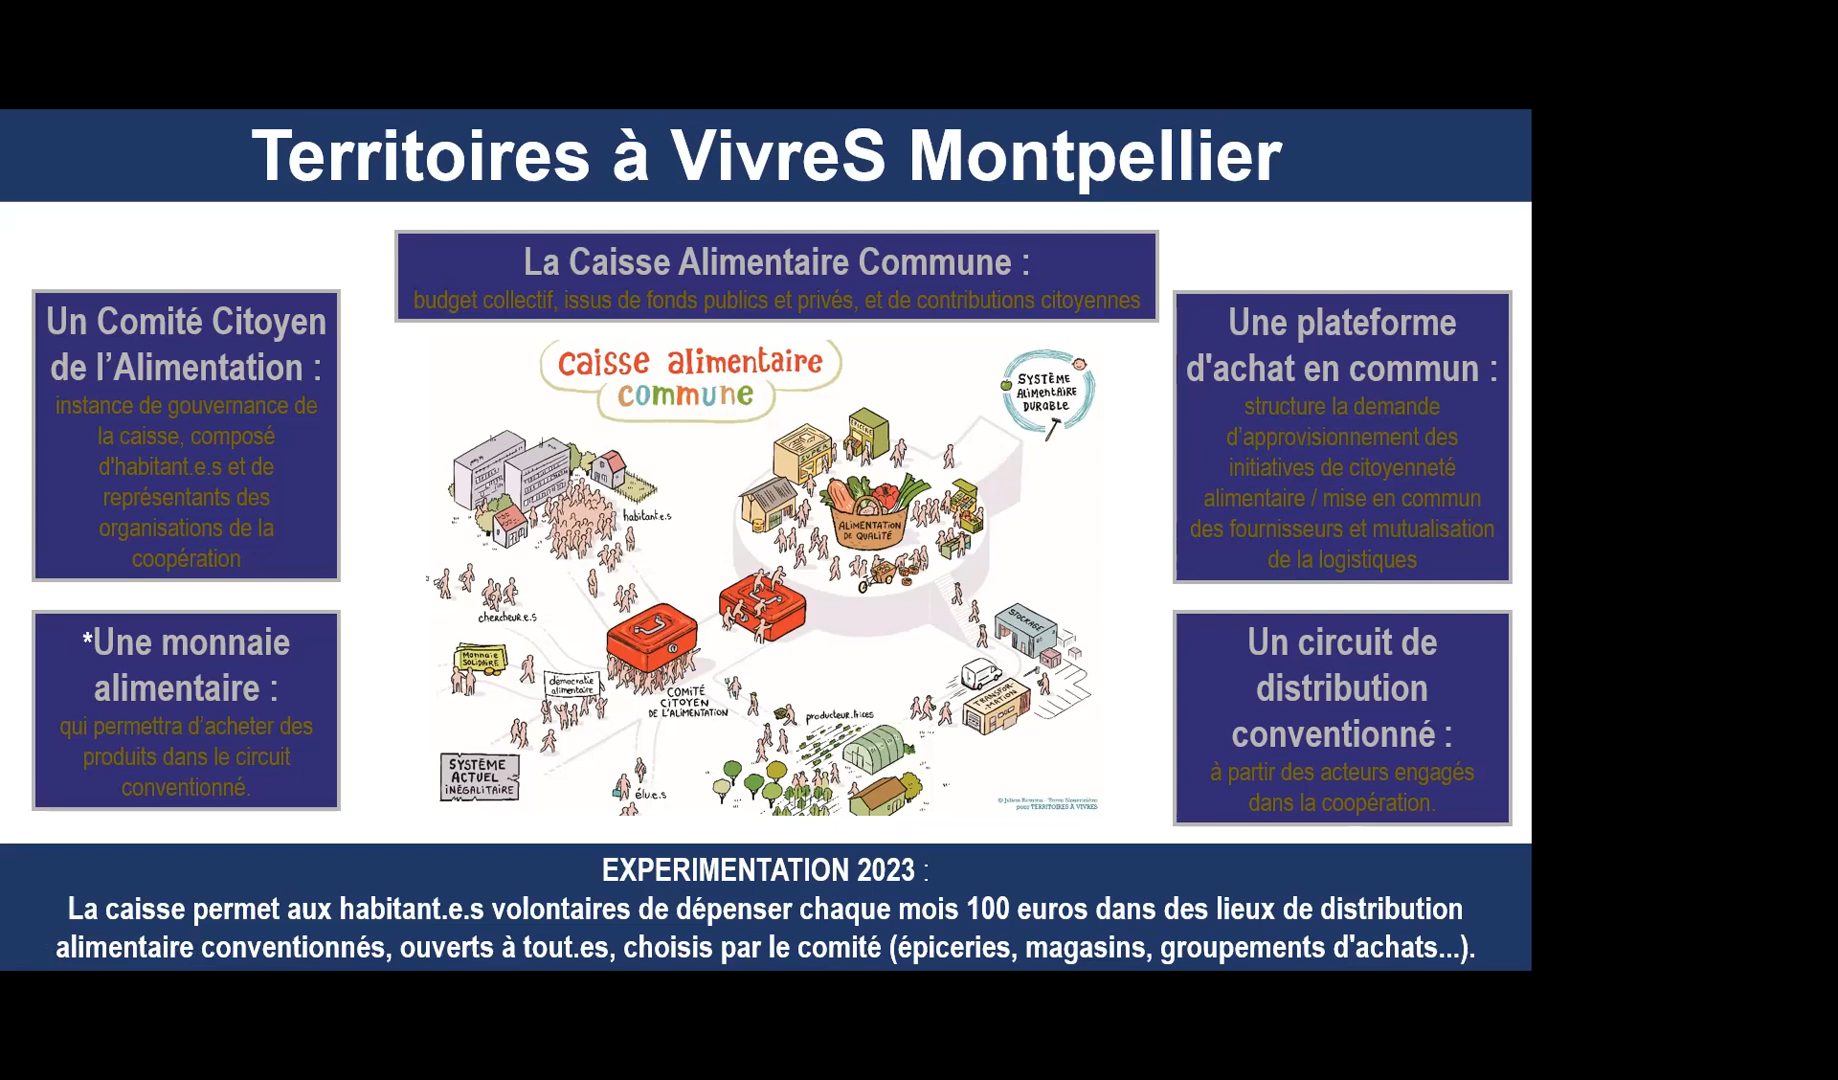 Territoires à VivreS Montpellier
La Caisse Alimentaire Commune :
budget collectif, issus de fonds publics et privés, et de contributions citoyennes
Un Comité Citoyen
de l’Alimentation :
instance de gouvernance de
la caisse, composé
d'habitant.e.s et de
représentants des
organisations de la
coopération
*Une monnaie
alimentaire :
qui permettra d’acheter des
produits dans le circuit
conventionné.
caisse alimentaire
commune
SYSTÈME
ALIMENTAIRE
DURABLE
SUPER
ÉPICERIE
habitant.e.s
ALIMENTATION
DE QUALITÉ
chercheur.e.s
MONNAIE
SOLIDAIRE
démocratie
alimentaire
COMITÉ
CITOYEN
DE L'ALIMENTATION
STOCKAGE
TRANSFOR-
MATION
producteur.trices
SYSTÈME
ACTUEL
INÉGALITAIRE
élu.e.s
pour TERRITOIRES À VIVRES
Une plateforme
d'achat en commun :
structure la demande
d’approvisionnement des
initiatives de citoyenneté
alimentaire / mise en commun
des fournisseurs et mutualisation
de la logistiques
Un circuit de
distribution
conventionné :
à partir des acteurs engagés
dans la coopération.
EXPERIMENTATION 2023 :
La caisse permet aux habitant.e.s volontaires de dépenser chaque mois 100 euros dans des lieux de distribution
alimentaire conventionnés, ouverts à tout.es, choisis par le comité (épiceries, magasins, groupements d'achats...).